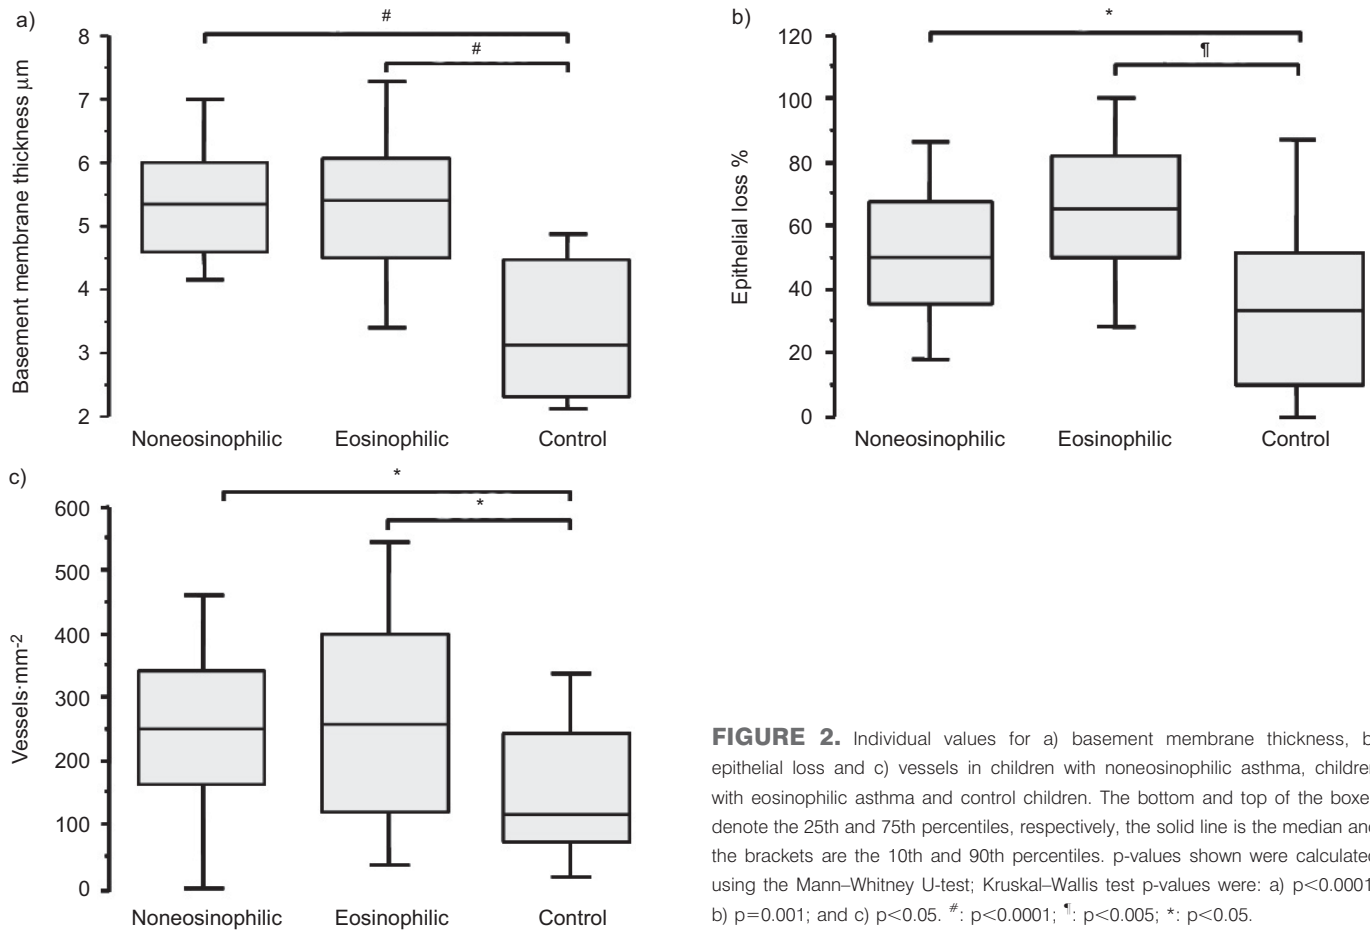 a)
#
#
Basement membrane thickness μm
8
7
6
5
4
3
2
Noneosinophilic Eosinophilic Control
b)
*
¶
Epithelial loss %
120
100
80
60
40
20
0
Noneosinophilic Eosinophilic Control
c)
*
*
Vessels·mm-2
600
500
400
300
200
100
0
Noneosinophilic Eosinophilic Control
FIGURE 2. Individual values for a) basement membrane thickness, b
epithelial loss and c) vessels in children with noneosinophilic asthma, children
with eosinophilic asthma and control children. The bottom and top of the boxe
denote the 25th and 75th percentiles, respectively, the solid line is the median and
the brackets are the 10th and 90th percentiles. p-values shown were calculated
using the Mann–Whitney U-test; Kruskal–Wallis test p-values were: a) p<0.0001
b) p=0.001; and c) p<0.05. #: p<0.0001; ¶: p<0.005; *: p<0.05.